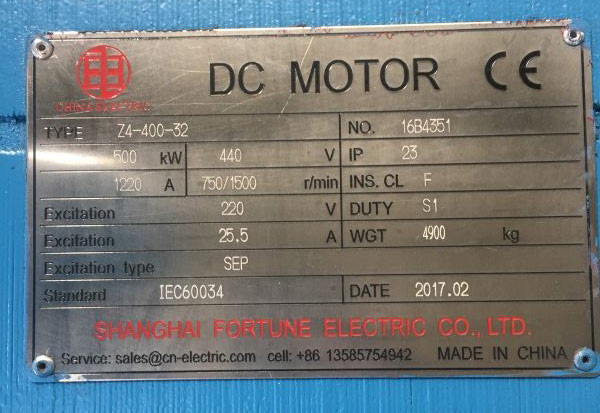 DC MOTOR CE
CHINA ELECTRIC
TYPE Z4-400-32 NO. 16B4351
500 kW 440 V IP 23
1220 A 750/1500 r/min INS. CL F
Excitation 220 V DUTY S1
Excitation 25.5 A WGT 4900 kg
Excitation type SEP
Standard IEC60034 DATE 2017.02
SHANGHAI FORTUNE ELECTRIC CO., LTD.
Service: sales@cn-electric.com cell: +86 13585754942 MADE IN CHINA